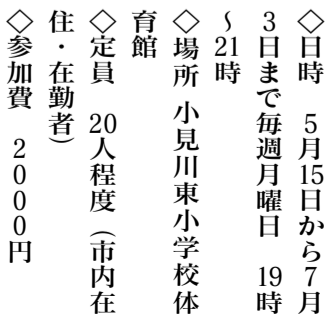 ◇日時　5月15日から7月
3日まで毎週月曜日　19時
～21時
◇場所　小見川東小学校体
育館
◇定員　20人程度（市内在
住・在勤者）
◇参加費　2000円